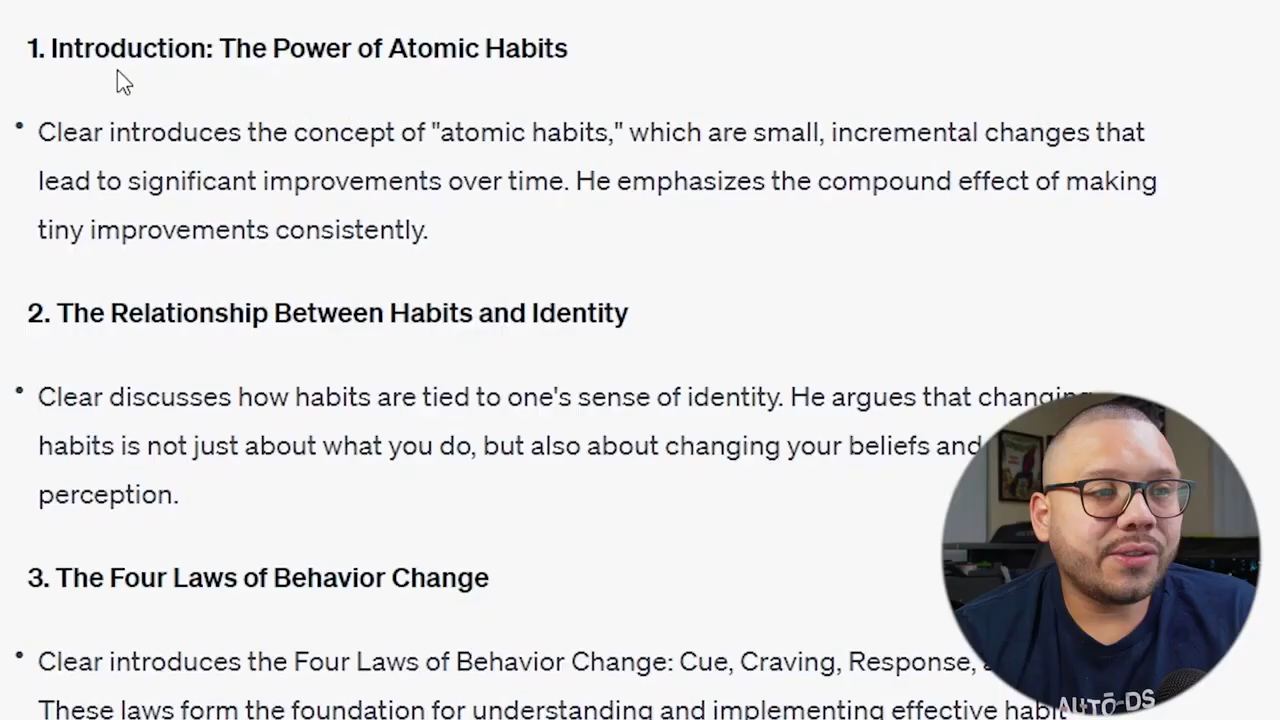 1. Introduction: The Power of Atomic Habits
• Clear introduces the concept of "atomic habits," which are small, incremental changes that
lead to significant improvements over time. He emphasizes the compound effect of making
tiny improvements consistently.
2. The Relationship Between Habits and Identity
• Clear discusses how habits are tied to one's sense of identity. He argues that changing
habits is not just about what you do, but also about changing your beliefs and
perception.
3. The Four Laws of Behavior Change
• Clear introduces the Four Laws of Behavior Change: Cue, Craving, Response,
These laws form the foundation for understanding and implementing effective habit
AUTŌ DS